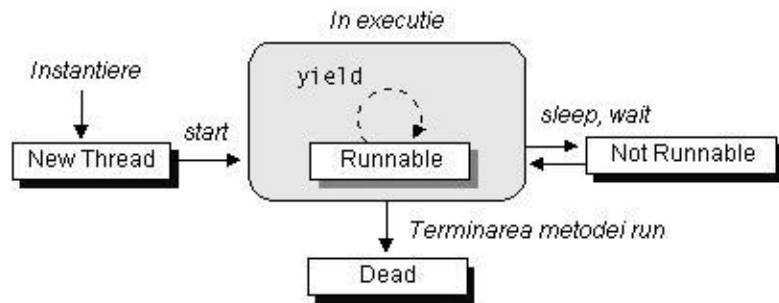 In executie
Instantiere
yield
start
sleep, wait
New Thread
Runnable
Not Runnable
Terminarea metodei run
Dead